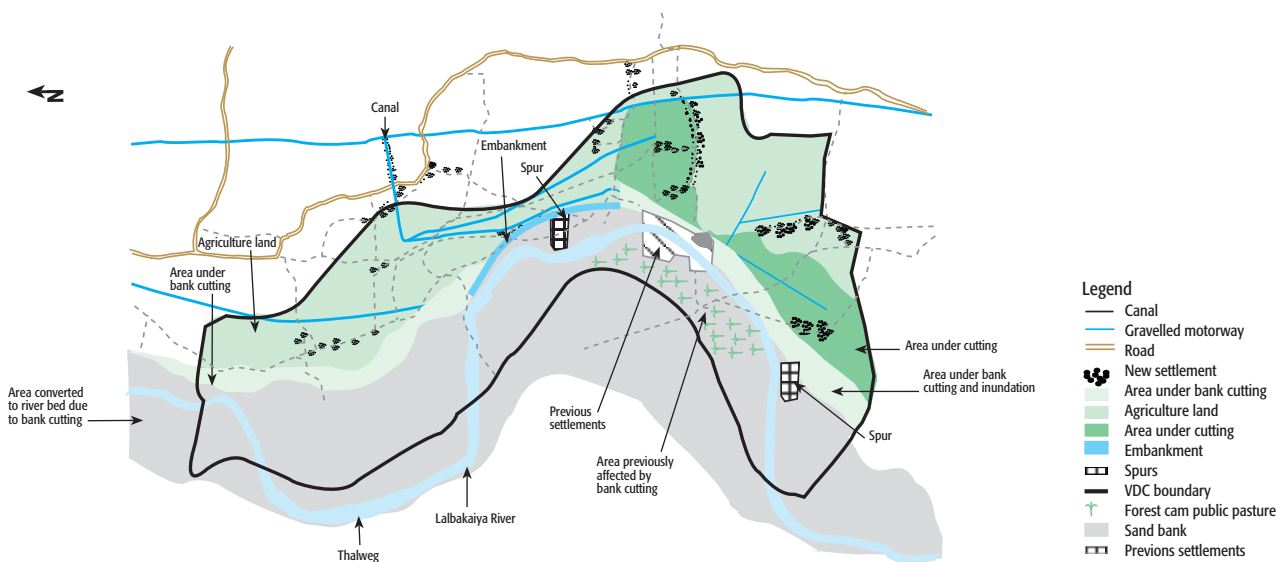 N
Canal
Embankment
Spur
Agriculture land
Area under
bank cutting
Area converted
to river bed due
to bank cutting
Thalweg
Lalbakaiya River
Previous
settlements
Area previously
affected by
bank cutting
Spur
Area under cutting
Area under bank
cutting and inundation
Legend
Canal
Gravelled motorway
Road
New settlement
Area under bank cutting
Agriculture land
Area under cutting
Embankment
Spurs
VDC boundary
Forest cam public pasture
Sand bank
Previons settlements